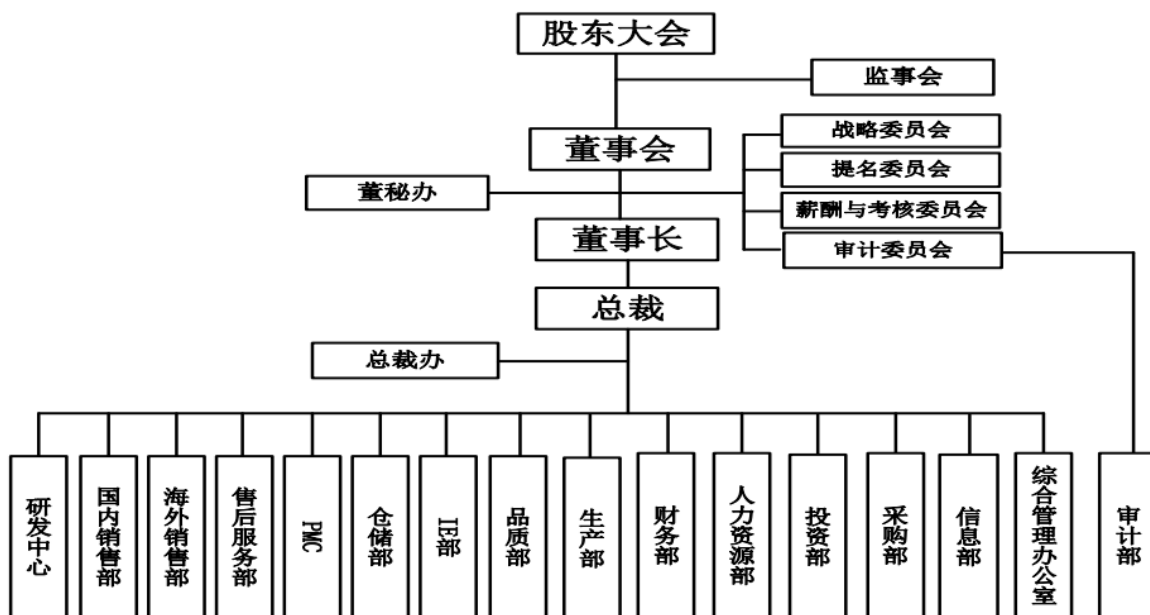 股东大会
监事会
董事会
战略委员会
提名委员会
董秘办
薪酬与考核委员会
董事长
审计委员会
总裁
总裁办
研发中心
国内销售部
海外销售部
售后服务部
PMC
仓储部
IE部
品质部
生产部
财务部
人力资源部
投资部
采购部
信息部
综合管理办公室
审计部